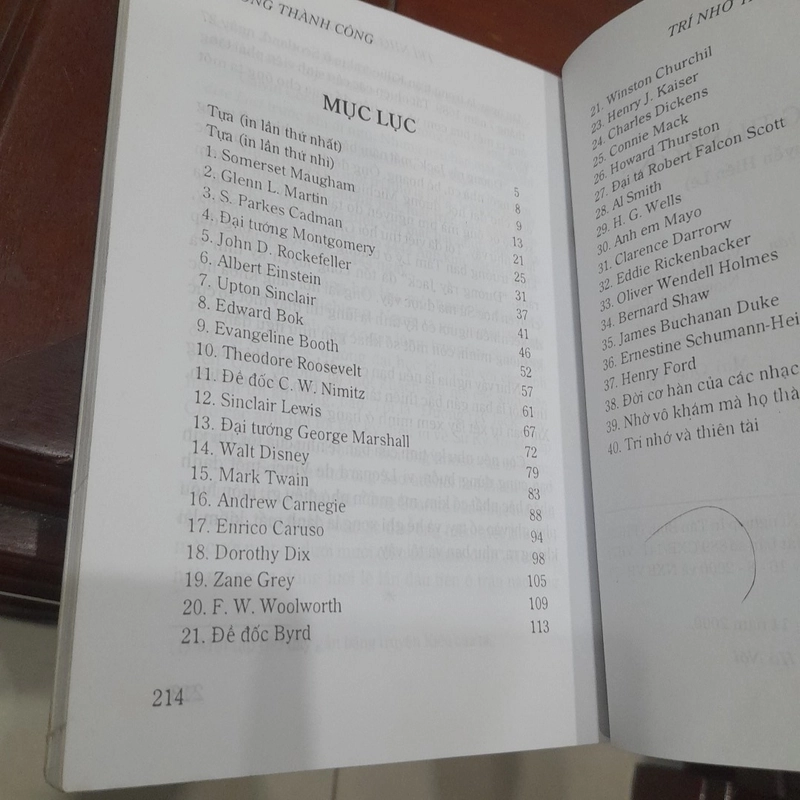 THÀNH CÔNG
MỤC LỤC
Tựa (in lần thứ nhất) 5
Tựa (in lần thứ nhì) 8
1. Somerset Maugham 9
2. Glenn L. Martin 13
3. S. Parkes Cadman 21
4. Đại tướng Montgomery 25
5. John D. Rockefeller 31
6. Albert Einstein 37
7. Upton Sinclair 41
8. Edward Bok 46
9. Evangeline Booth 52
10. Theodore Roosevelt 57
11. Đề đốc C. W. Nimitz 61
12. Sinclair Lewis 67
13. Đại tướng George Marshall 72
14. Walt Disney 79
15. Mark Twain 83
16. Andrew Carnegie 88
17. Enrico Caruso 94
18. Dorothy Dix 98
19. Zane Grey 105
20. F. W. Woolworth 109
21. Đề đốc Byrd 113
214
TRÍ NHỚ
21. Winston Churchil
23. Henry J. Kaiser
24. Charles Dickens
25. Connie Mack
26. Howard Thurston
27. Đại tá Robert Falcon Scott
28. Al Smith
29. H. G. Wells
30. Anh em Mayo
31. Clarence Darrorw
32. Eddie Rickenbacker
33. Oliver Wendell Holmes
34. Bernard Shaw
35. James Buchanan Duke
36. Ernestine Schumann-Hei
37. Henry Ford
38. Đời cơ hàn của các nhạc
39. Nhờ vô khám mà họ thà
40. Trí nhớ và thiên tài